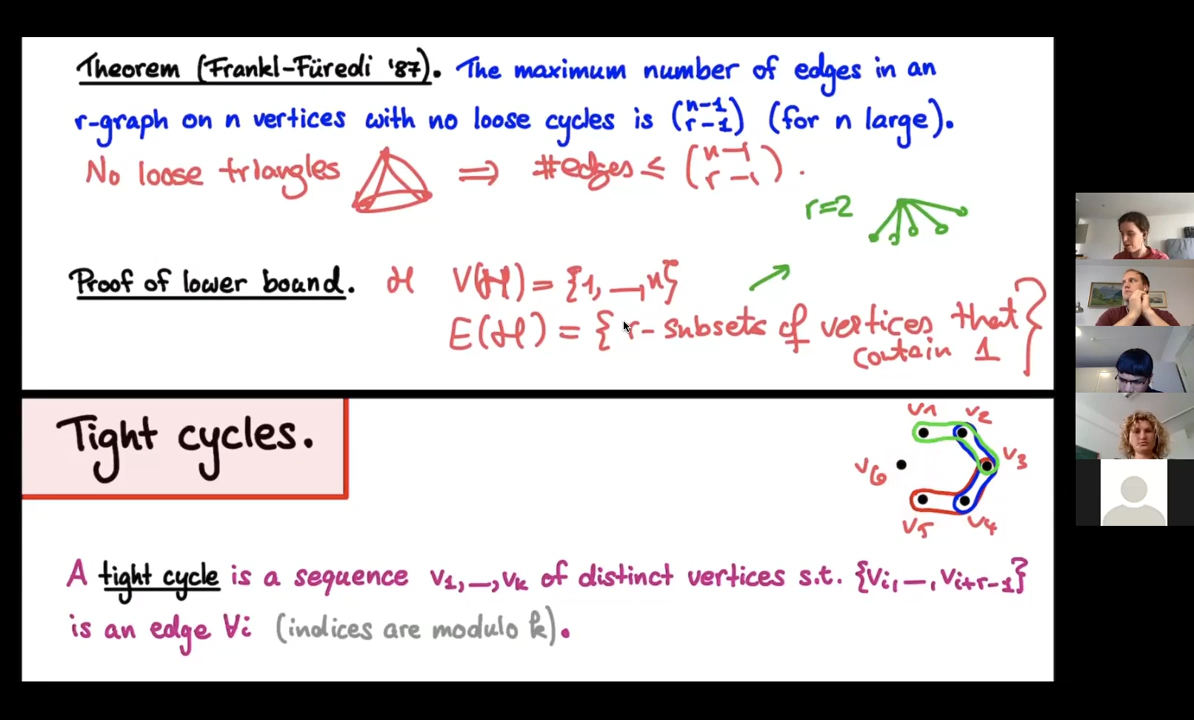 Theorem (Frankl-Füredi '87). The maximum number of edges in an
r-graph on n vertices with no loose cycles is (n-1 r-1) (for n large).
No loose triangles ⟹ #edges ≤ (n-1 r-1).
r=2
Proof of lower bound. H V(H) = {1, —, n}
E(H) = {r-subsets of vertices that
contain 1}
Tight cycles.
v1 v2
v3
v6
v5 v4
A tight cycle is a sequence v1, —, vk of distinct vertices s.t. {vi, —, vi+r-1}
is an edge ∀i (indices are modulo k).